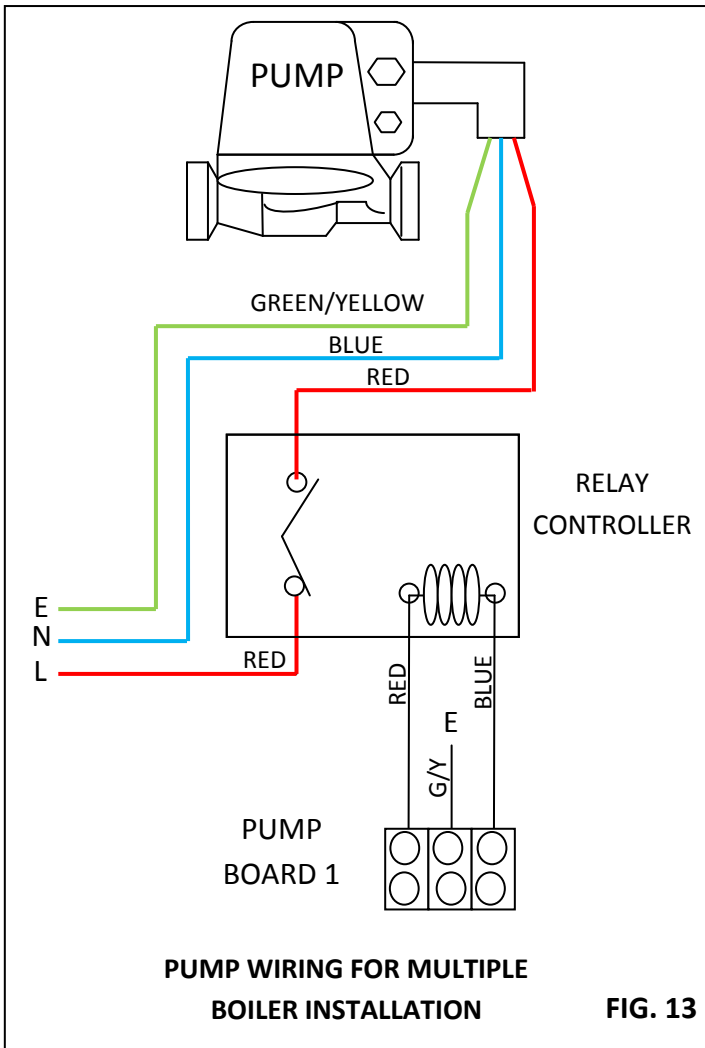 PUMP
GREEN/YELLOW
BLUE
RED
RELAY
CONTROLLER
E
N
L
RED
RED
BLUE
E
G/Y
PUMP
BOARD 1
PUMP WIRING FOR MULTIPLE
BOILER INSTALLATION
FIG. 13